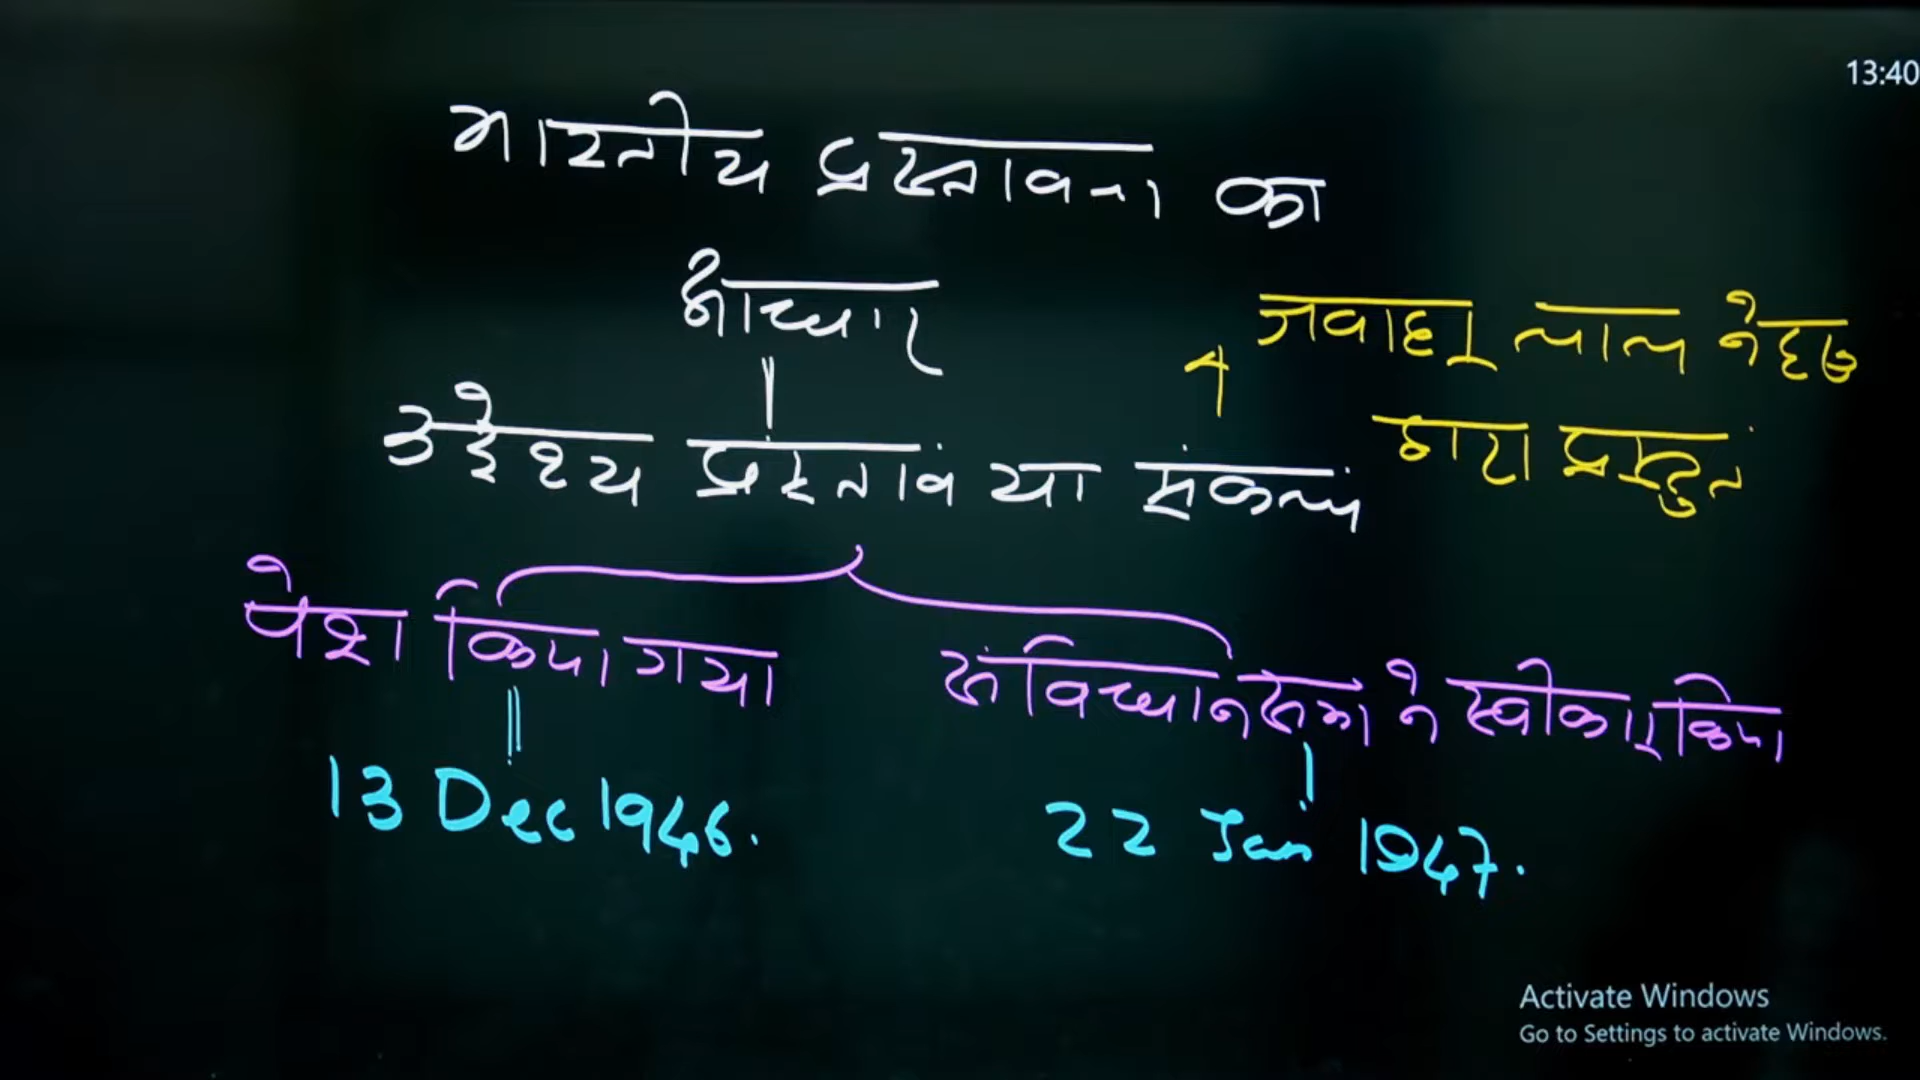 13:40
भारतीय प्रस्तावना का
आधार
जवाहर लाल नेहरू
द्वारा प्रस्तुत
उद्देश्य प्रस्ताव या संकल्प
पेश किया गया
संविधान सभा ने स्वीकार किया
13 Dec 1946.
22 Jan 1947.
Activate Windows
Go to Settings to activate Windows.